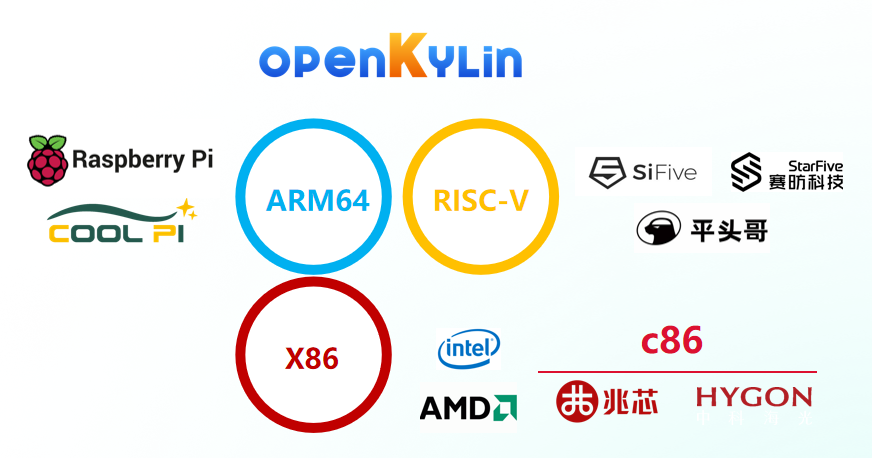 openKylin
Raspberry Pi
COOL PI
ARM64
RISC-V
SiFive
StarFive
赛昉科技
平头哥
X86
intel
AMD
c86
兆芯
HYGON